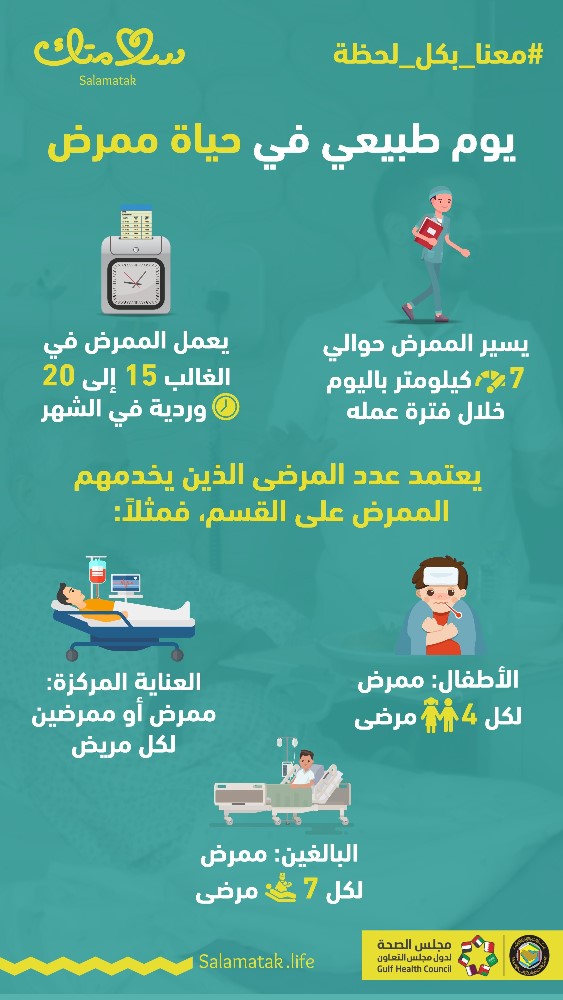 #معنا_بكل_لحظة
سلامتك
Salamatak
يوم طبيعي في حياة ممرض
يسير الممرض حوالي
7 كيلومتر باليوم
خلال فترة عمله
يعمل الممرض في
الغالب 15 إلى 20
وردية في الشهر
يعتمد عدد المرضى الذين يخدمهم
الممرض على القسم، فمثلاً:
الأطفال: ممرض
لكل 4 مرضى
العناية المركزة:
ممرض أو ممرضين
لكل مريض
البالغين: ممرض
لكل 7 مرضى
Salamatak.life
مجلس الصحة
لدول مجلس التعاون
Gulf Health Council